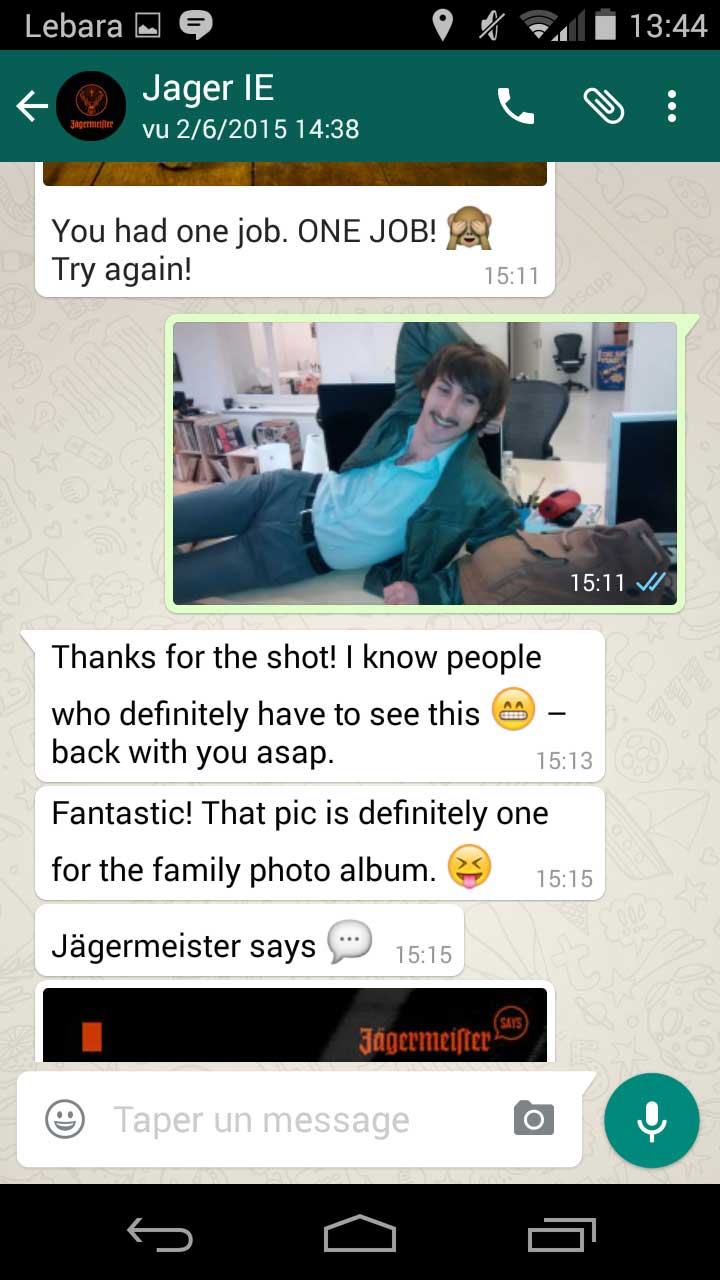 Lebara 13:44
Jager IE
Jägermeister
vu 2/6/2015 14:38
You had one job. ONE JOB! 🙈
Try again!
15:11
15:11
Thanks for the shot! I know people
who definitely have to see this 😁 –
back with you asap.
15:13
Fantastic! That pic is definitely one
for the family photo album. 😝
15:15
Jägermeister says 💬
15:15
Jägermeister SAYS
Taper un message